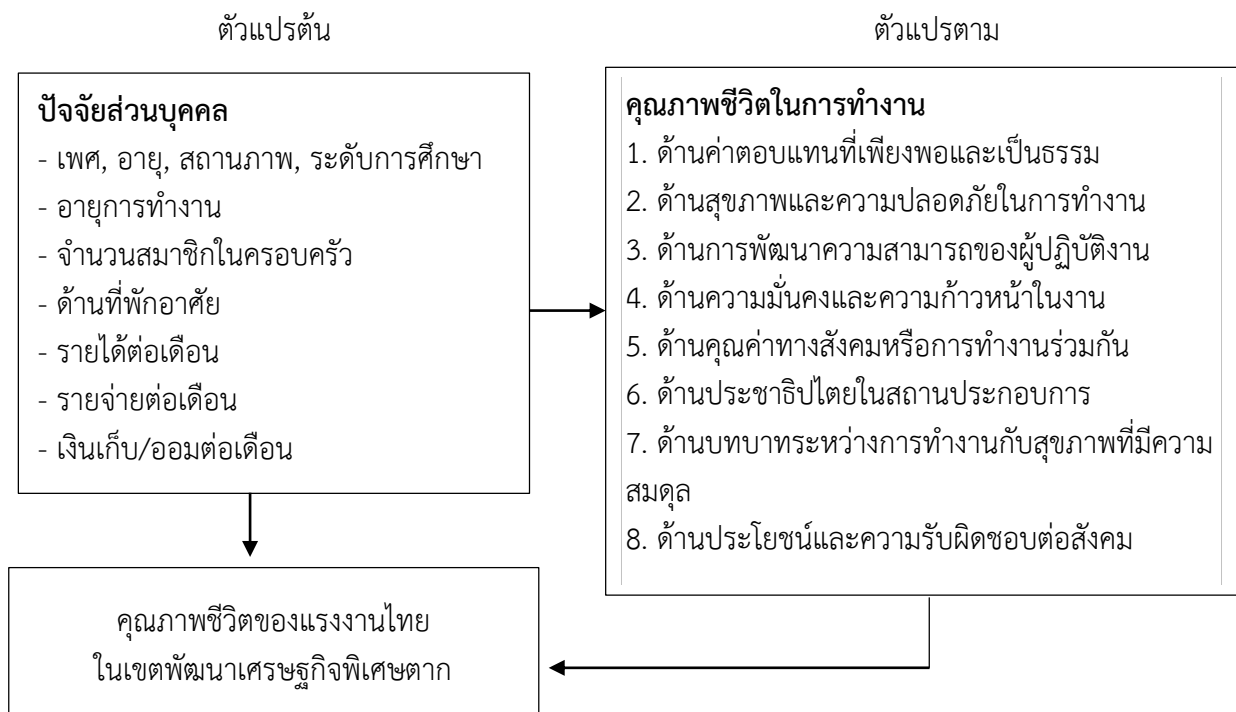 ตัวแปรต้น
ตัวแปรตาม
ปัจจัยส่วนบุคคล
- เพศ, อายุ, สถานภาพ, ระดับการศึกษา
- อายุการทำงาน
- จำนวนสมาชิกในครอบครัว
- ด้านที่พักอาศัย
- รายได้ต่อเดือน
- รายจ่ายต่อเดือน
- เงินเก็บ/ออมต่อเดือน
คุณภาพชีวิตในการทำงาน
1. ด้านค่าตอบแทนที่เพียงพอและเป็นธรรม
2. ด้านสุขภาพและความปลอดภัยในการทำงาน
3. ด้านการพัฒนาความสามารถของผู้ปฏิบัติงาน
4. ด้านความมั่นคงและความก้าวหน้าในงาน
5. ด้านคุณค่าทางสังคมหรือการทำงานร่วมกัน
6. ด้านประชาธิปไตยในสถานประกอบการ
7. ด้านบทบาทระหว่างการทำงานกับสุขภาพที่มีความ
สมดุล
8. ด้านประโยชน์และความรับผิดชอบต่อสังคม
คุณภาพชีวิตของแรงงานไทย
ในเขตพัฒนาเศรษฐกิจพิเศษตาก